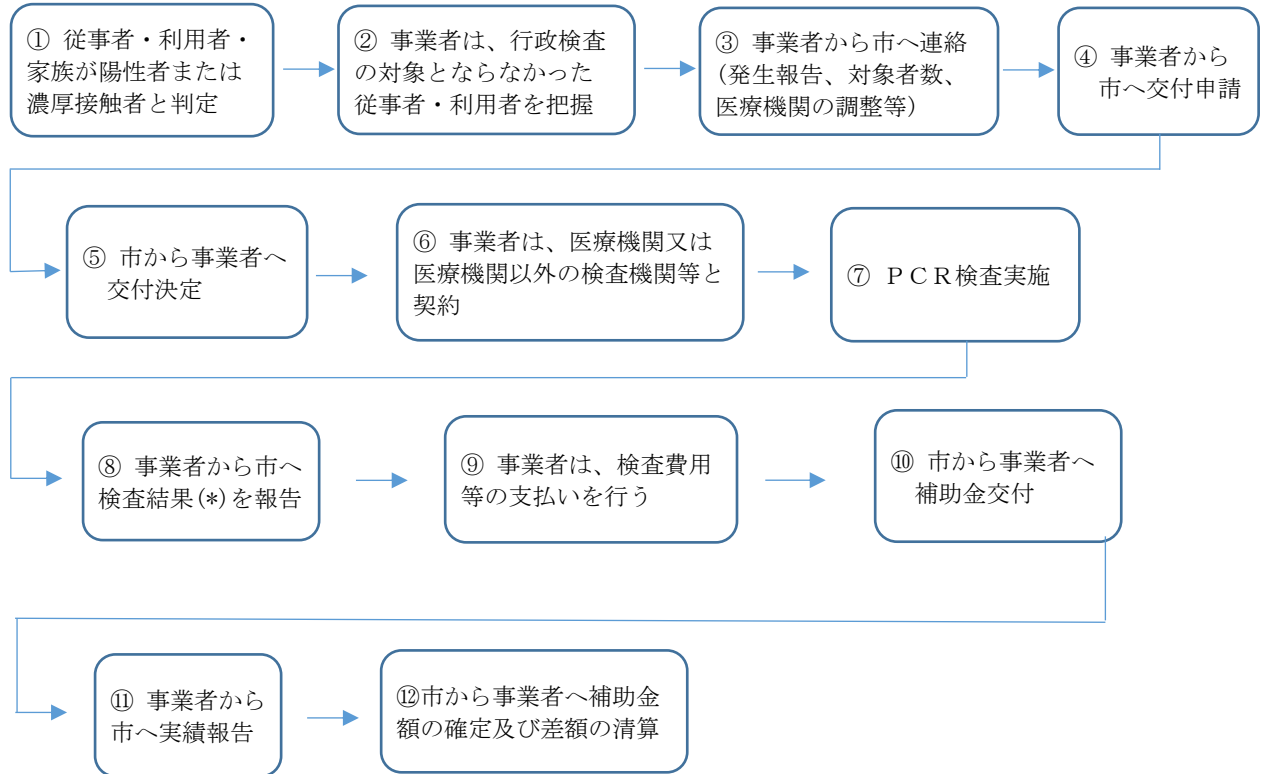 ① 従事者・利用者・
家族が陽性者または
濃厚接触者と判定
② 事業者は、行政検査
の対象とならなかった
従事者・利用者を把握
③ 事業者から市へ連絡
(発生報告、対象者数、
医療機関の調整等)
④ 事業者から
市へ交付申請
⑤ 市から事業者へ
交付決定
⑥ 事業者は、医療機関又は
医療機関以外の検査機関等と
契約
⑦ ＰＣＲ検査実施
⑧ 事業者から市へ
検査結果(*)を報告
⑨ 事業者は、検査費用
等の支払いを行う
⑩ 市から事業者へ
補助金交付
⑪ 事業者から
市へ実績報告
⑫市から事業者へ補助金
額の確定及び差額の清算